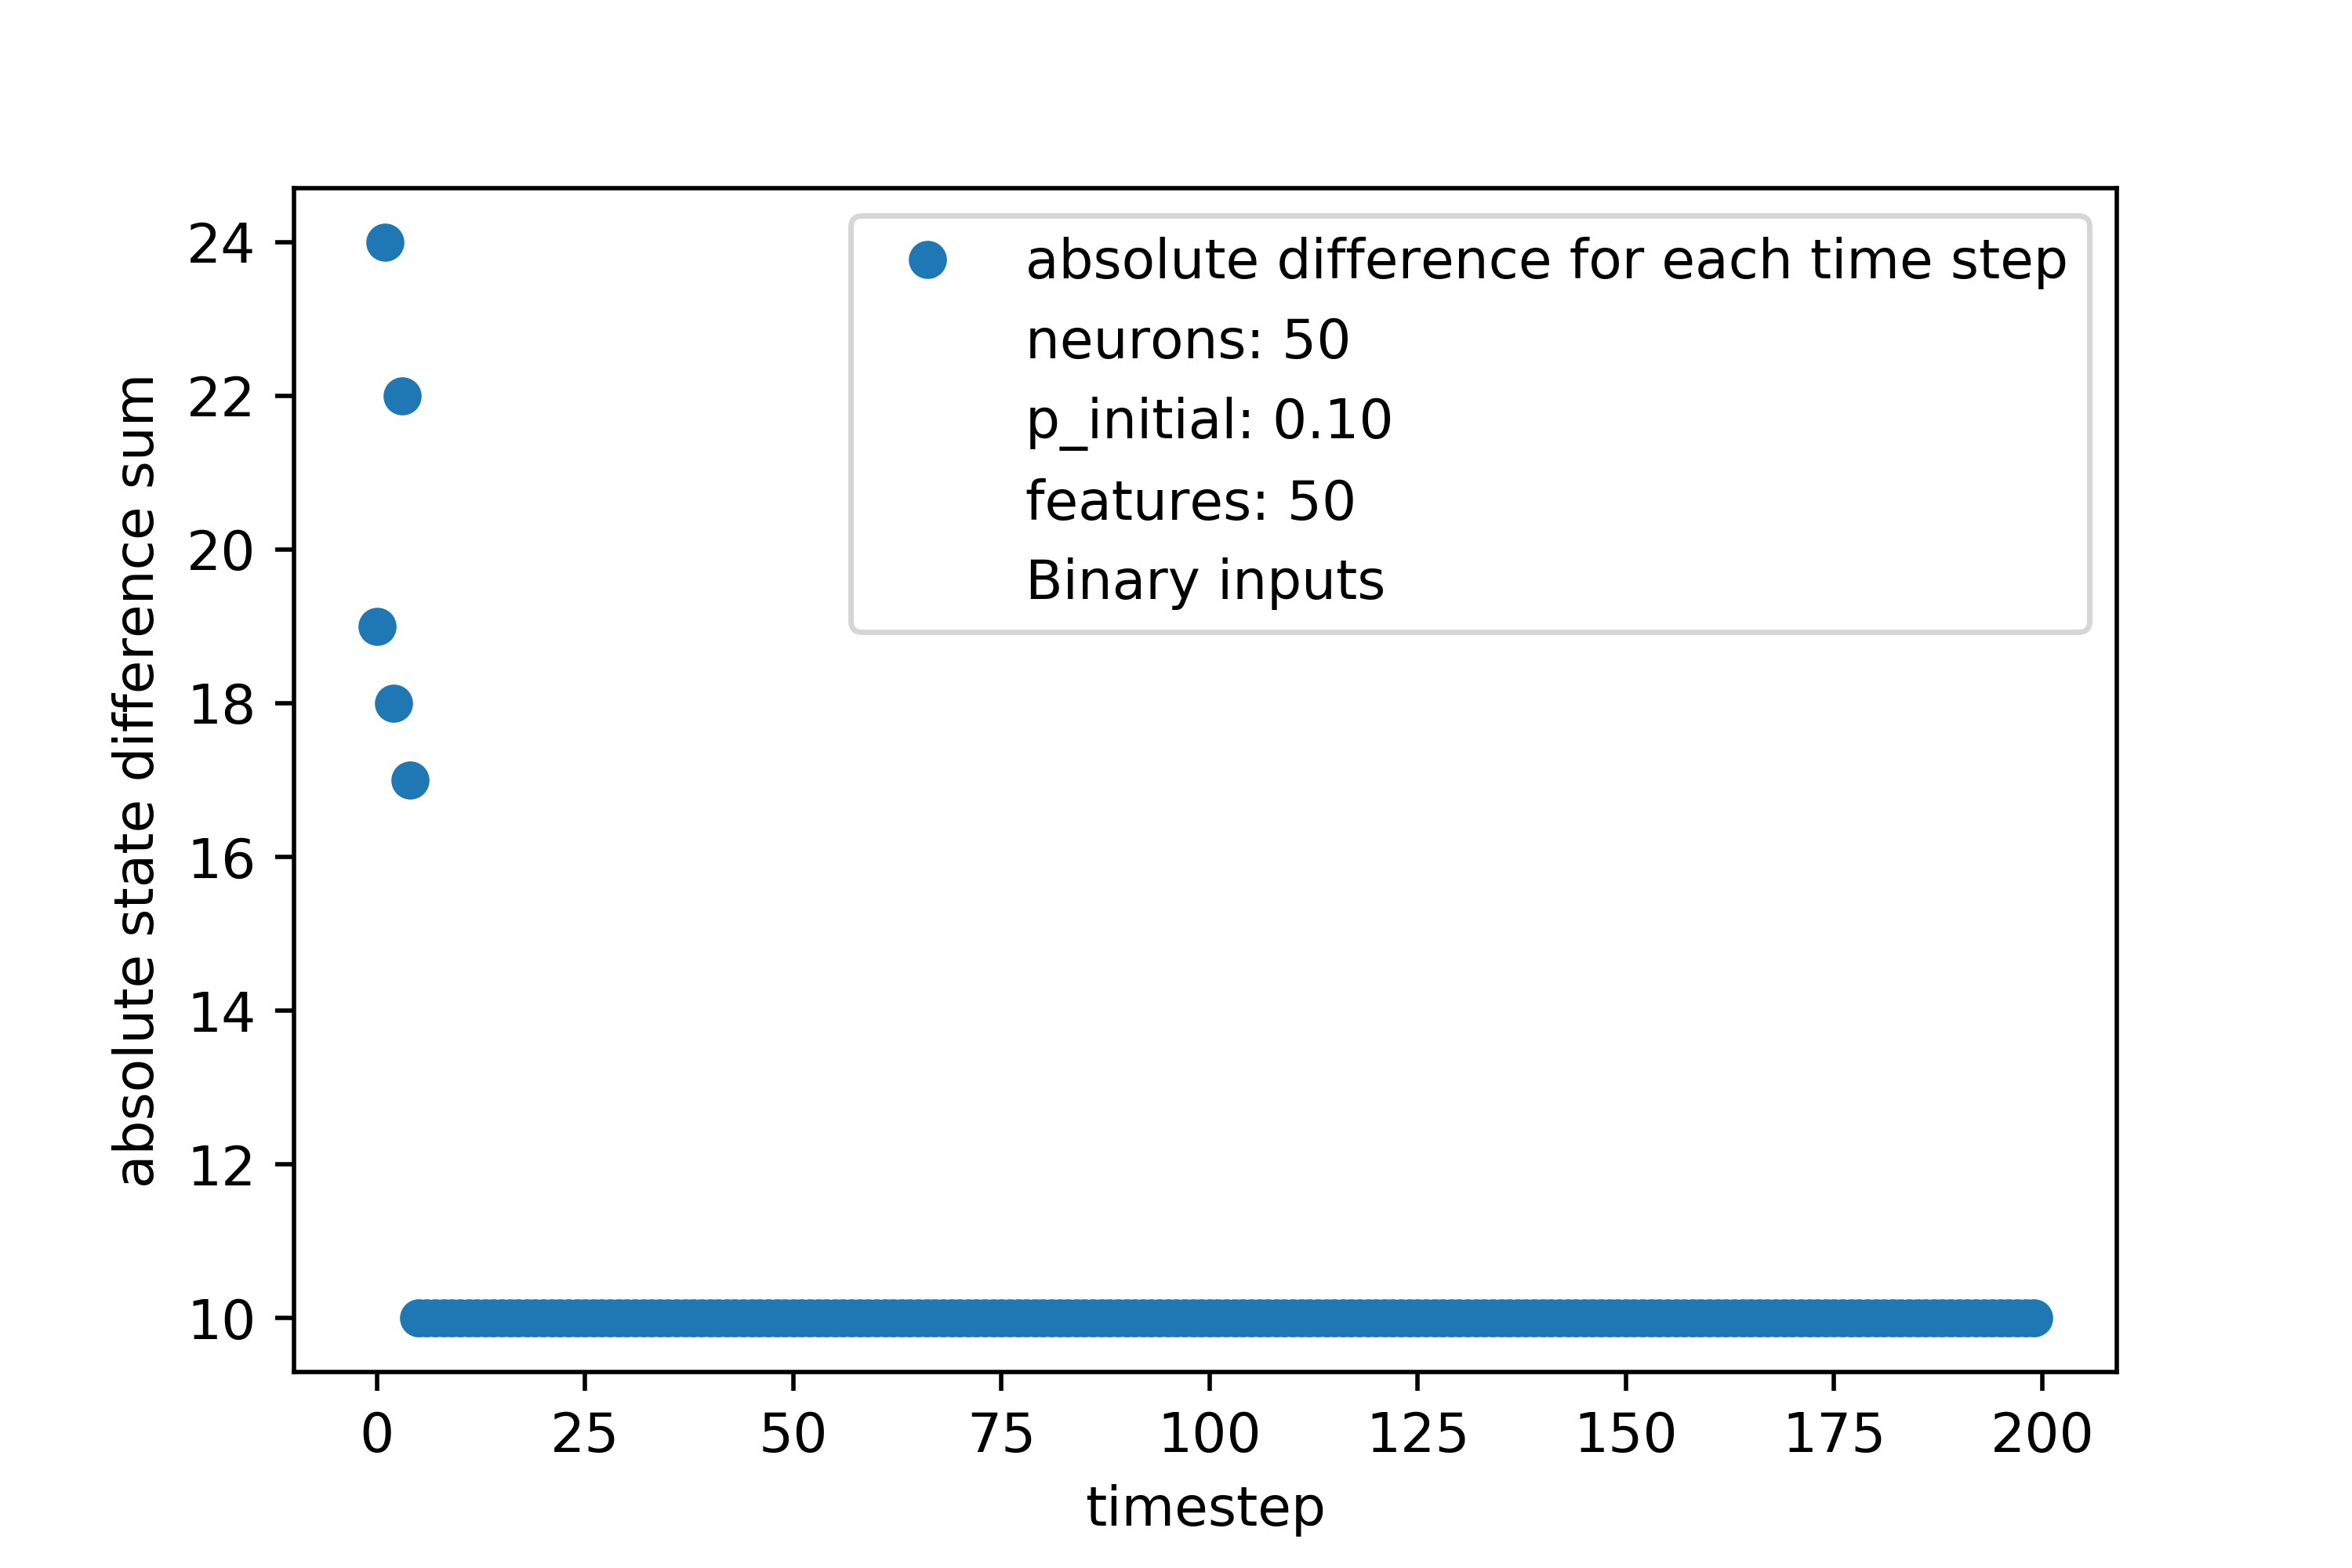 absolute difference for each time step
neurons: 50
p_initial: 0.10
features: 50
Binary inputs
absolute state difference sum
24
22
20
18
16
14
12
10
0 25 50 75 100 125 150 175 200
timestep